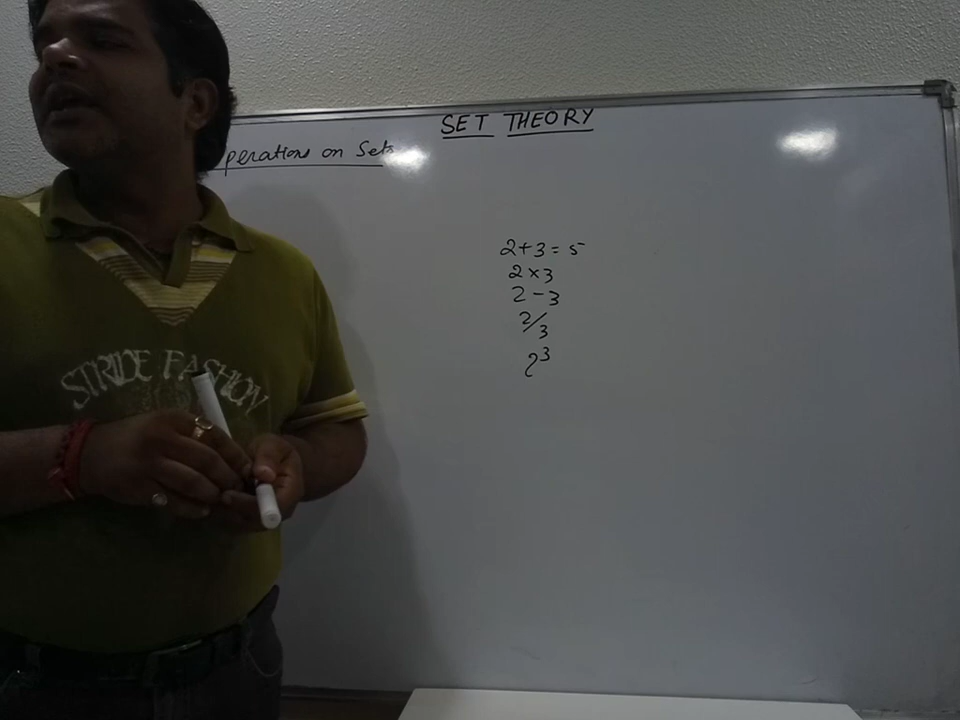 SET THEORY
peration on Sets
2+3=5
2×3
2-3
2/3
2³
STRIDE FASHION